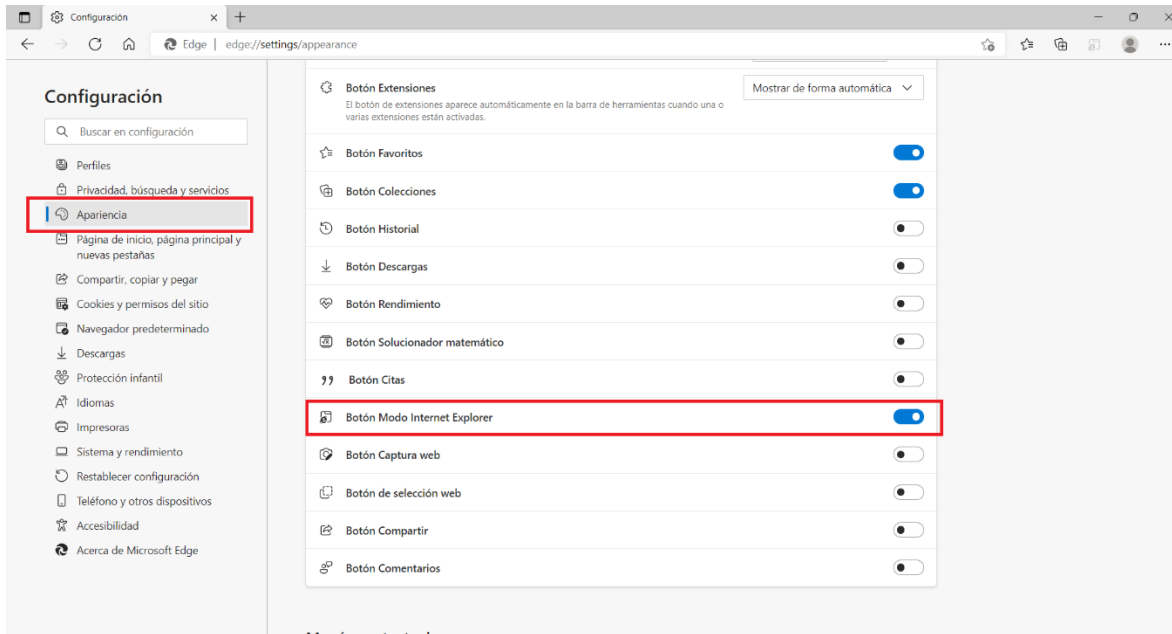 Configuración
Edge | edge://settings/appearance
Configuración
Buscar en configuración
Perfiles
Privacidad, búsqueda y servicios
Apariencia
Página de inicio, página principal y
nuevas pestañas
Compartir, copiar y pegar
Cookies y permisos del sitio
Navegador predeterminado
Descargas
Protección infantil
Idiomas
Impresoras
Sistema y rendimiento
Restablecer configuración
Teléfono y otros dispositivos
Accesibilidad
Acerca de Microsoft Edge
Botón Extensiones
El botón de extensiones aparece automáticamente en la barra de herramientas cuando una o
varias extensiones están activadas.
Mostrar de forma automática
Botón Favoritos
Botón Colecciones
Botón Historial
Botón Descargas
Botón Rendimiento
Botón Solucionador matemático
Botón Citas
Botón Modo Internet Explorer
Botón Captura web
Botón de selección web
Botón Compartir
Botón Comentarios